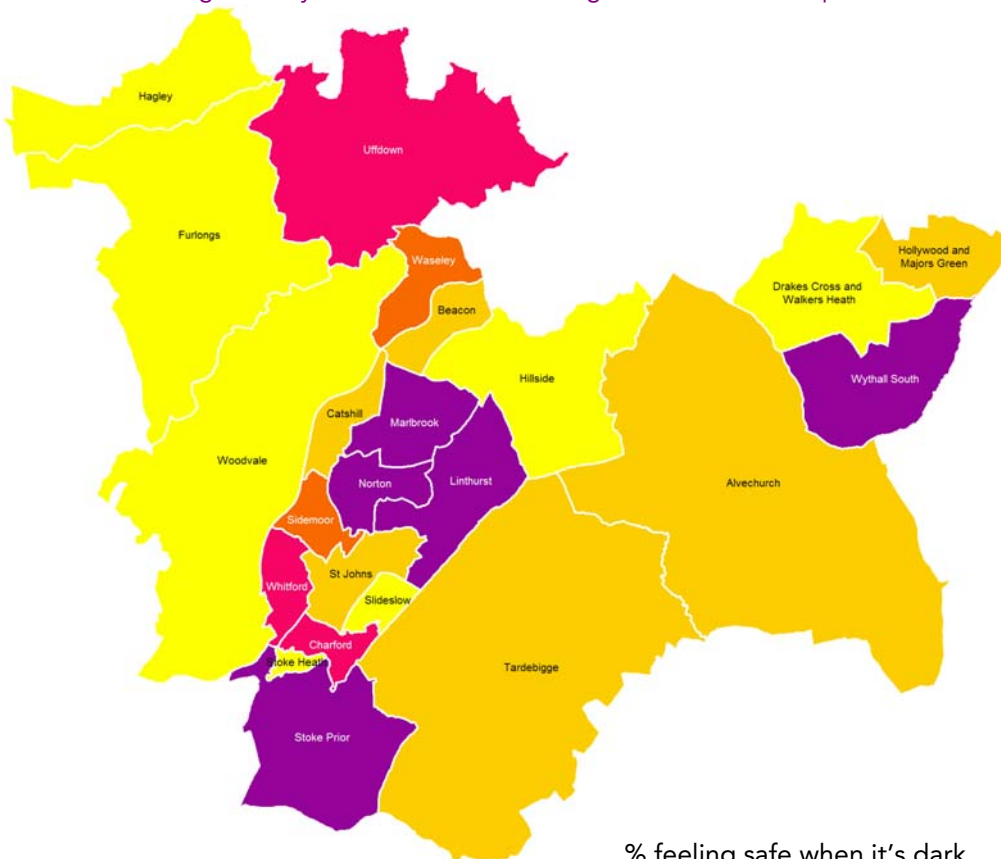 Hagley
Uffdown
Furlongs
Waseley
Hollywood and
Majors Green
Drakes Cross and
Walkers Heath
Beacon
Hillside
Wythall South
Catshill
Marlbrook
Woodvale
Norton
Linthurst
Alvechurch
Sidemoor
St Johns
Whitford
Slideslow
Charford
Stoke Heath
Tardebigge
Stoke Prior
% feeling safe when it's dark